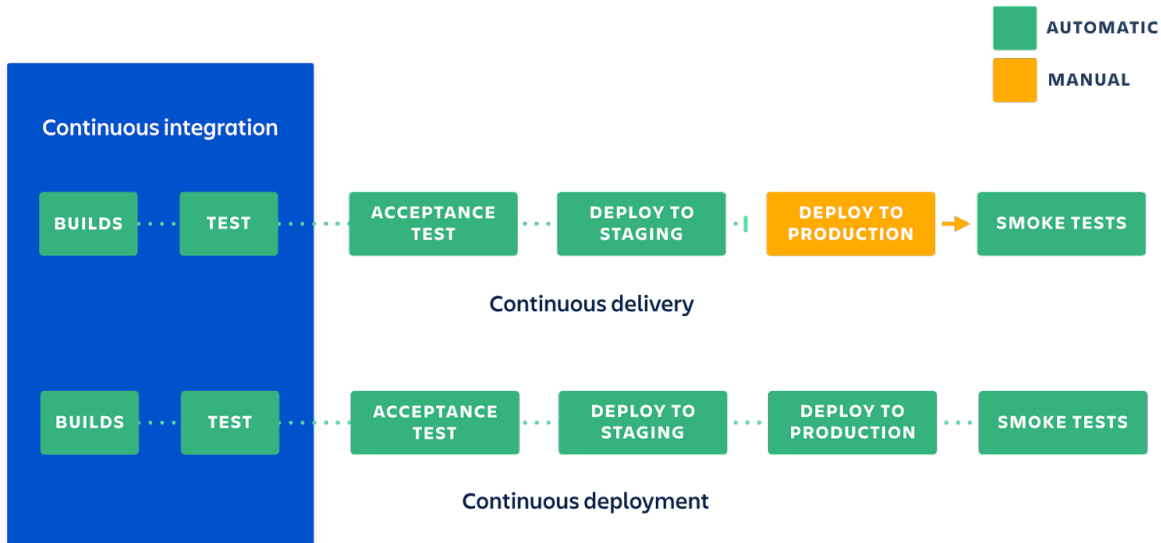 AUTOMATIC
MANUAL
Continuous integration
BUILDS
TEST
ACCEPTANCE
TEST
DEPLOY TO
STAGING
DEPLOY TO
PRODUCTION
SMOKE TESTS
Continuous delivery
BUILDS
TEST
ACCEPTANCE
TEST
DEPLOY TO
STAGING
DEPLOY TO
PRODUCTION
SMOKE TESTS
Continuous deployment